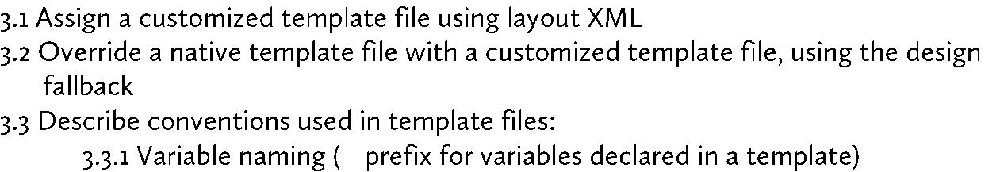 3.1 Assign a customized template file using layout XML
3.2 Override a native template file with a customized template file, using the design
fallback
3.3 Describe conventions used in template files:
3.3.1 Variable naming ( prefix for variables declared in a template)